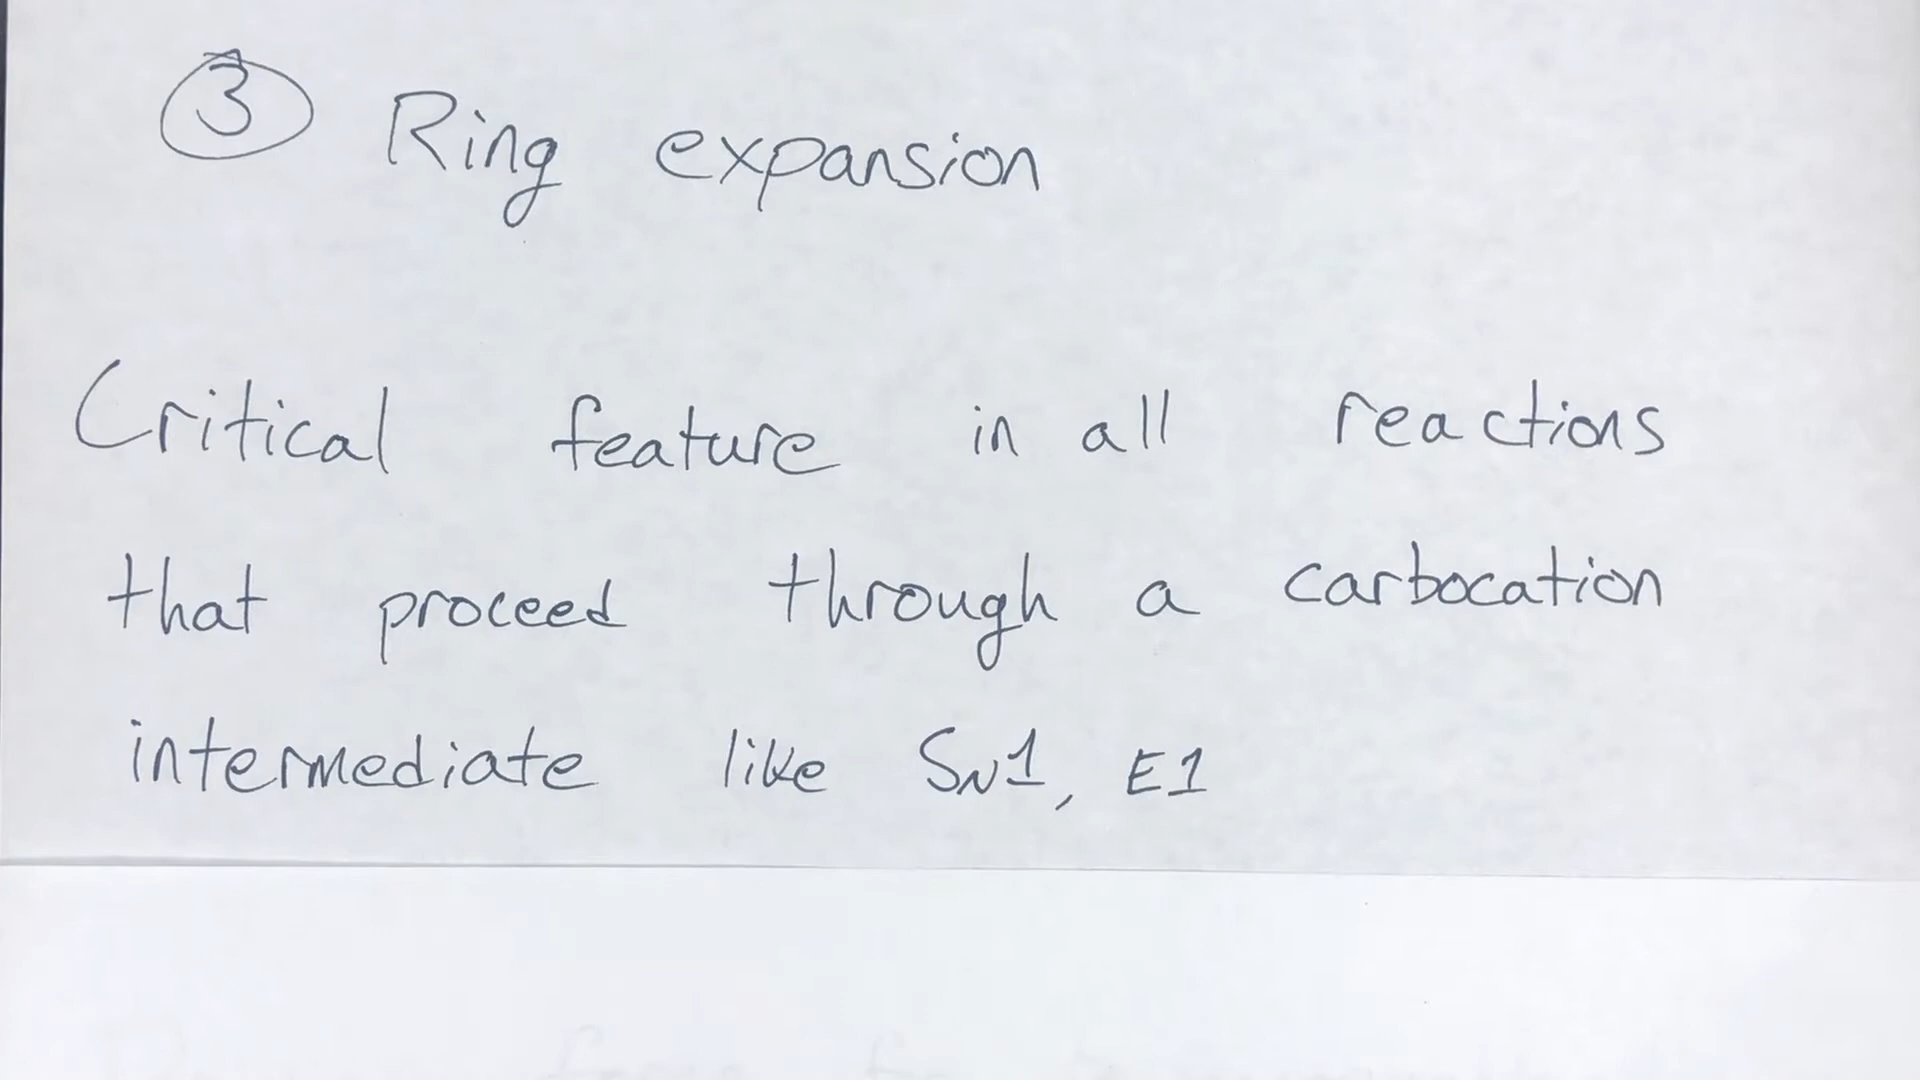 3 Ring expansion
Critical feature in all reactions
that proceed through a carbocation
intermediate like SN1, E1